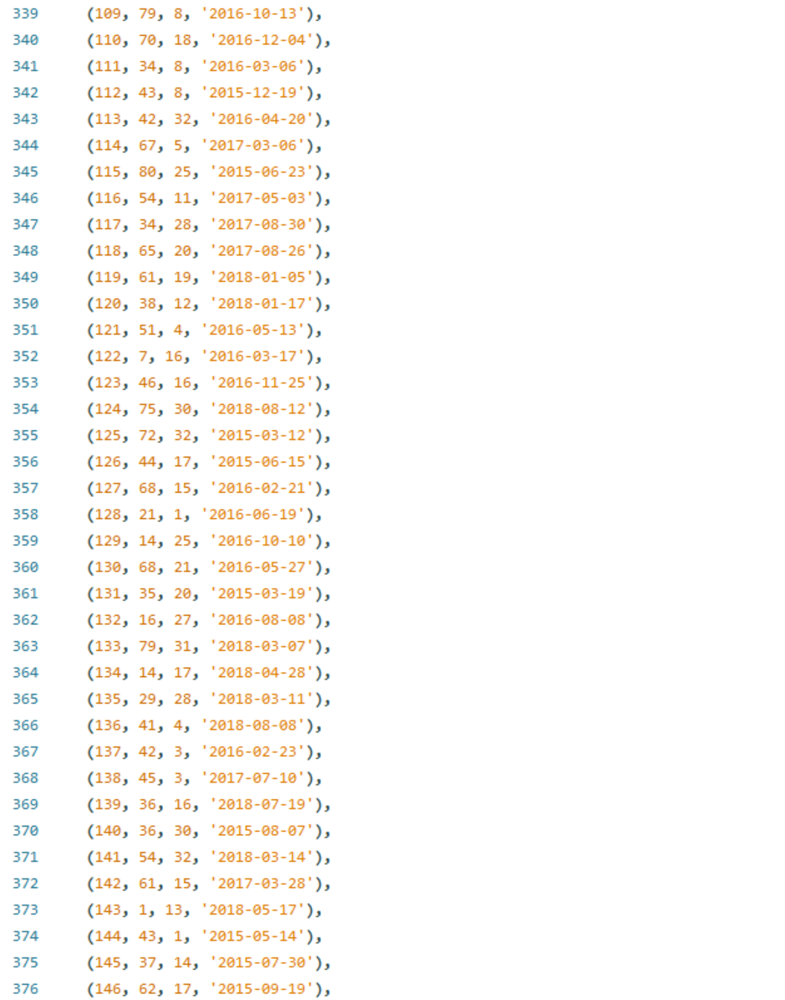 339 (109, 79, 8, '2016-10-13'),
340 (110, 70, 18, '2016-12-04'),
341 (111, 34, 8, '2016-03-06'),
342 (112, 43, 8, '2015-12-19'),
343 (113, 42, 32, '2016-04-20'),
344 (114, 67, 5, '2017-03-06'),
345 (115, 80, 25, '2015-06-23'),
346 (116, 54, 11, '2017-05-03'),
347 (117, 34, 28, '2017-08-30'),
348 (118, 65, 20, '2017-08-26'),
349 (119, 61, 19, '2018-01-05'),
350 (120, 38, 12, '2018-01-17'),
351 (121, 51, 4, '2016-05-13'),
352 (122, 7, 16, '2016-03-17'),
353 (123, 46, 16, '2016-11-25'),
354 (124, 75, 30, '2018-08-12'),
355 (125, 72, 32, '2015-03-12'),
356 (126, 44, 17, '2015-06-15'),
357 (127, 68, 15, '2016-02-21'),
358 (128, 21, 1, '2016-06-19'),
359 (129, 14, 25, '2016-10-10'),
360 (130, 68, 21, '2016-05-27'),
361 (131, 35, 20, '2015-03-19'),
362 (132, 16, 27, '2016-08-08'),
363 (133, 79, 31, '2018-03-07'),
364 (134, 14, 17, '2018-04-28'),
365 (135, 29, 28, '2018-03-11'),
366 (136, 41, 4, '2018-08-08'),
367 (137, 42, 3, '2016-02-23'),
368 (138, 45, 3, '2017-07-10'),
369 (139, 36, 16, '2018-07-19'),
370 (140, 36, 30, '2015-08-07'),
371 (141, 54, 32, '2018-03-14'),
372 (142, 61, 15, '2017-03-28'),
373 (143, 1, 13, '2018-05-17'),
374 (144, 43, 1, '2015-05-14'),
375 (145, 37, 14, '2015-07-30'),
376 (146, 62, 17, '2015-09-19'),